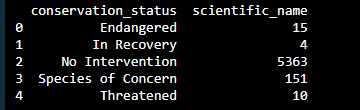 conservation_status scientific_name
0 Endangered 15
1 In Recovery 4
2 No Intervention 5363
3 Species of Concern 151
4 Threatened 10